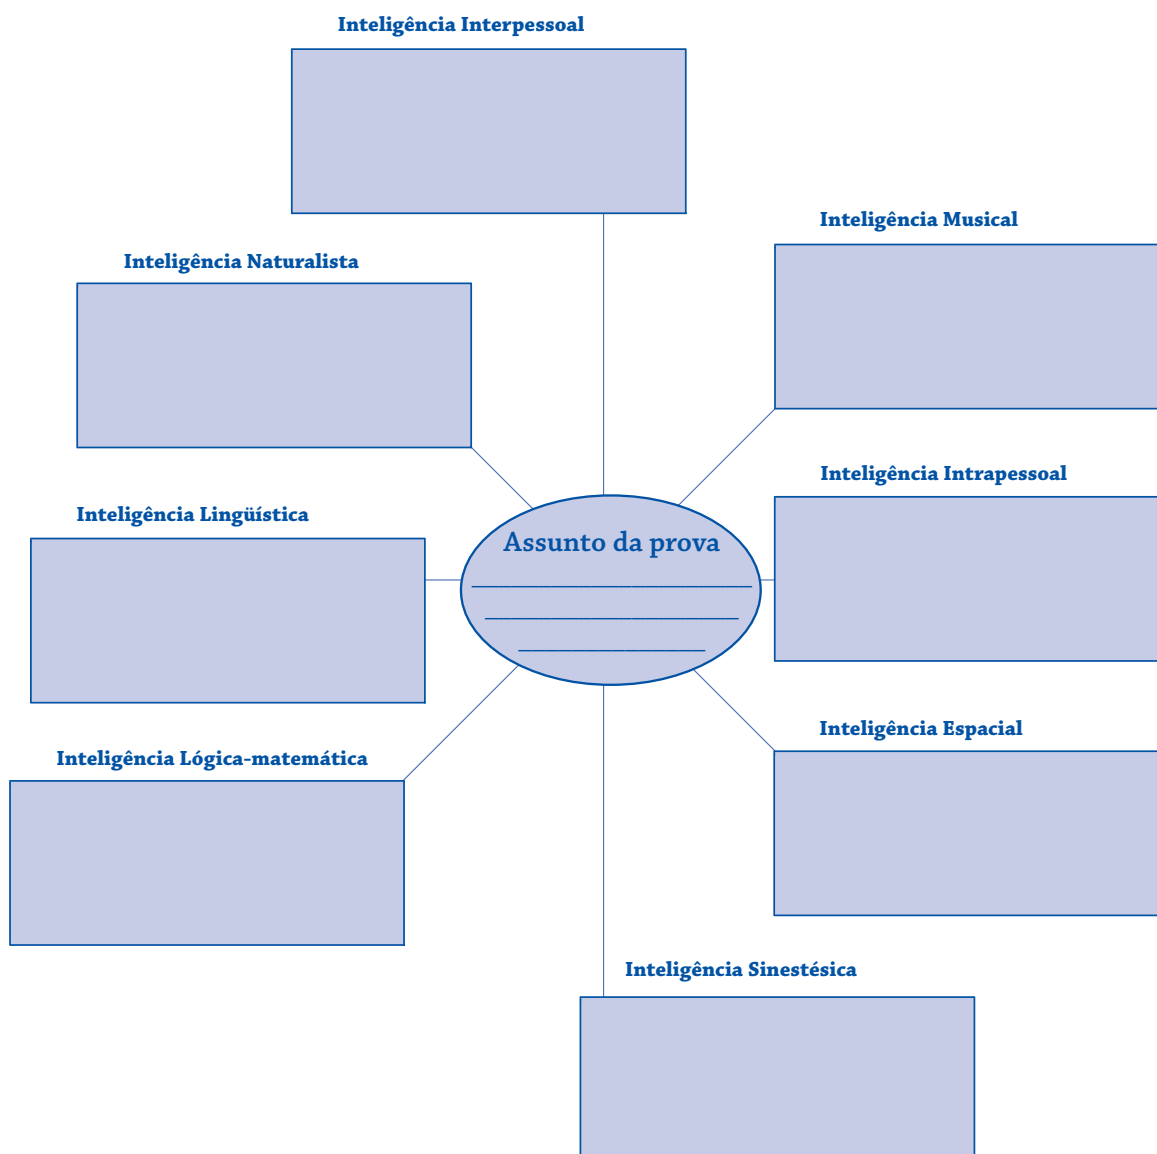 Inteligência Interpessoal
Inteligência Musical
Inteligência Naturalista
Inteligência Intrapessoal
Inteligência Lingüística
Assunto da prova
Inteligência Espacial
Inteligência Lógica-matemática
Inteligência Sinestésica